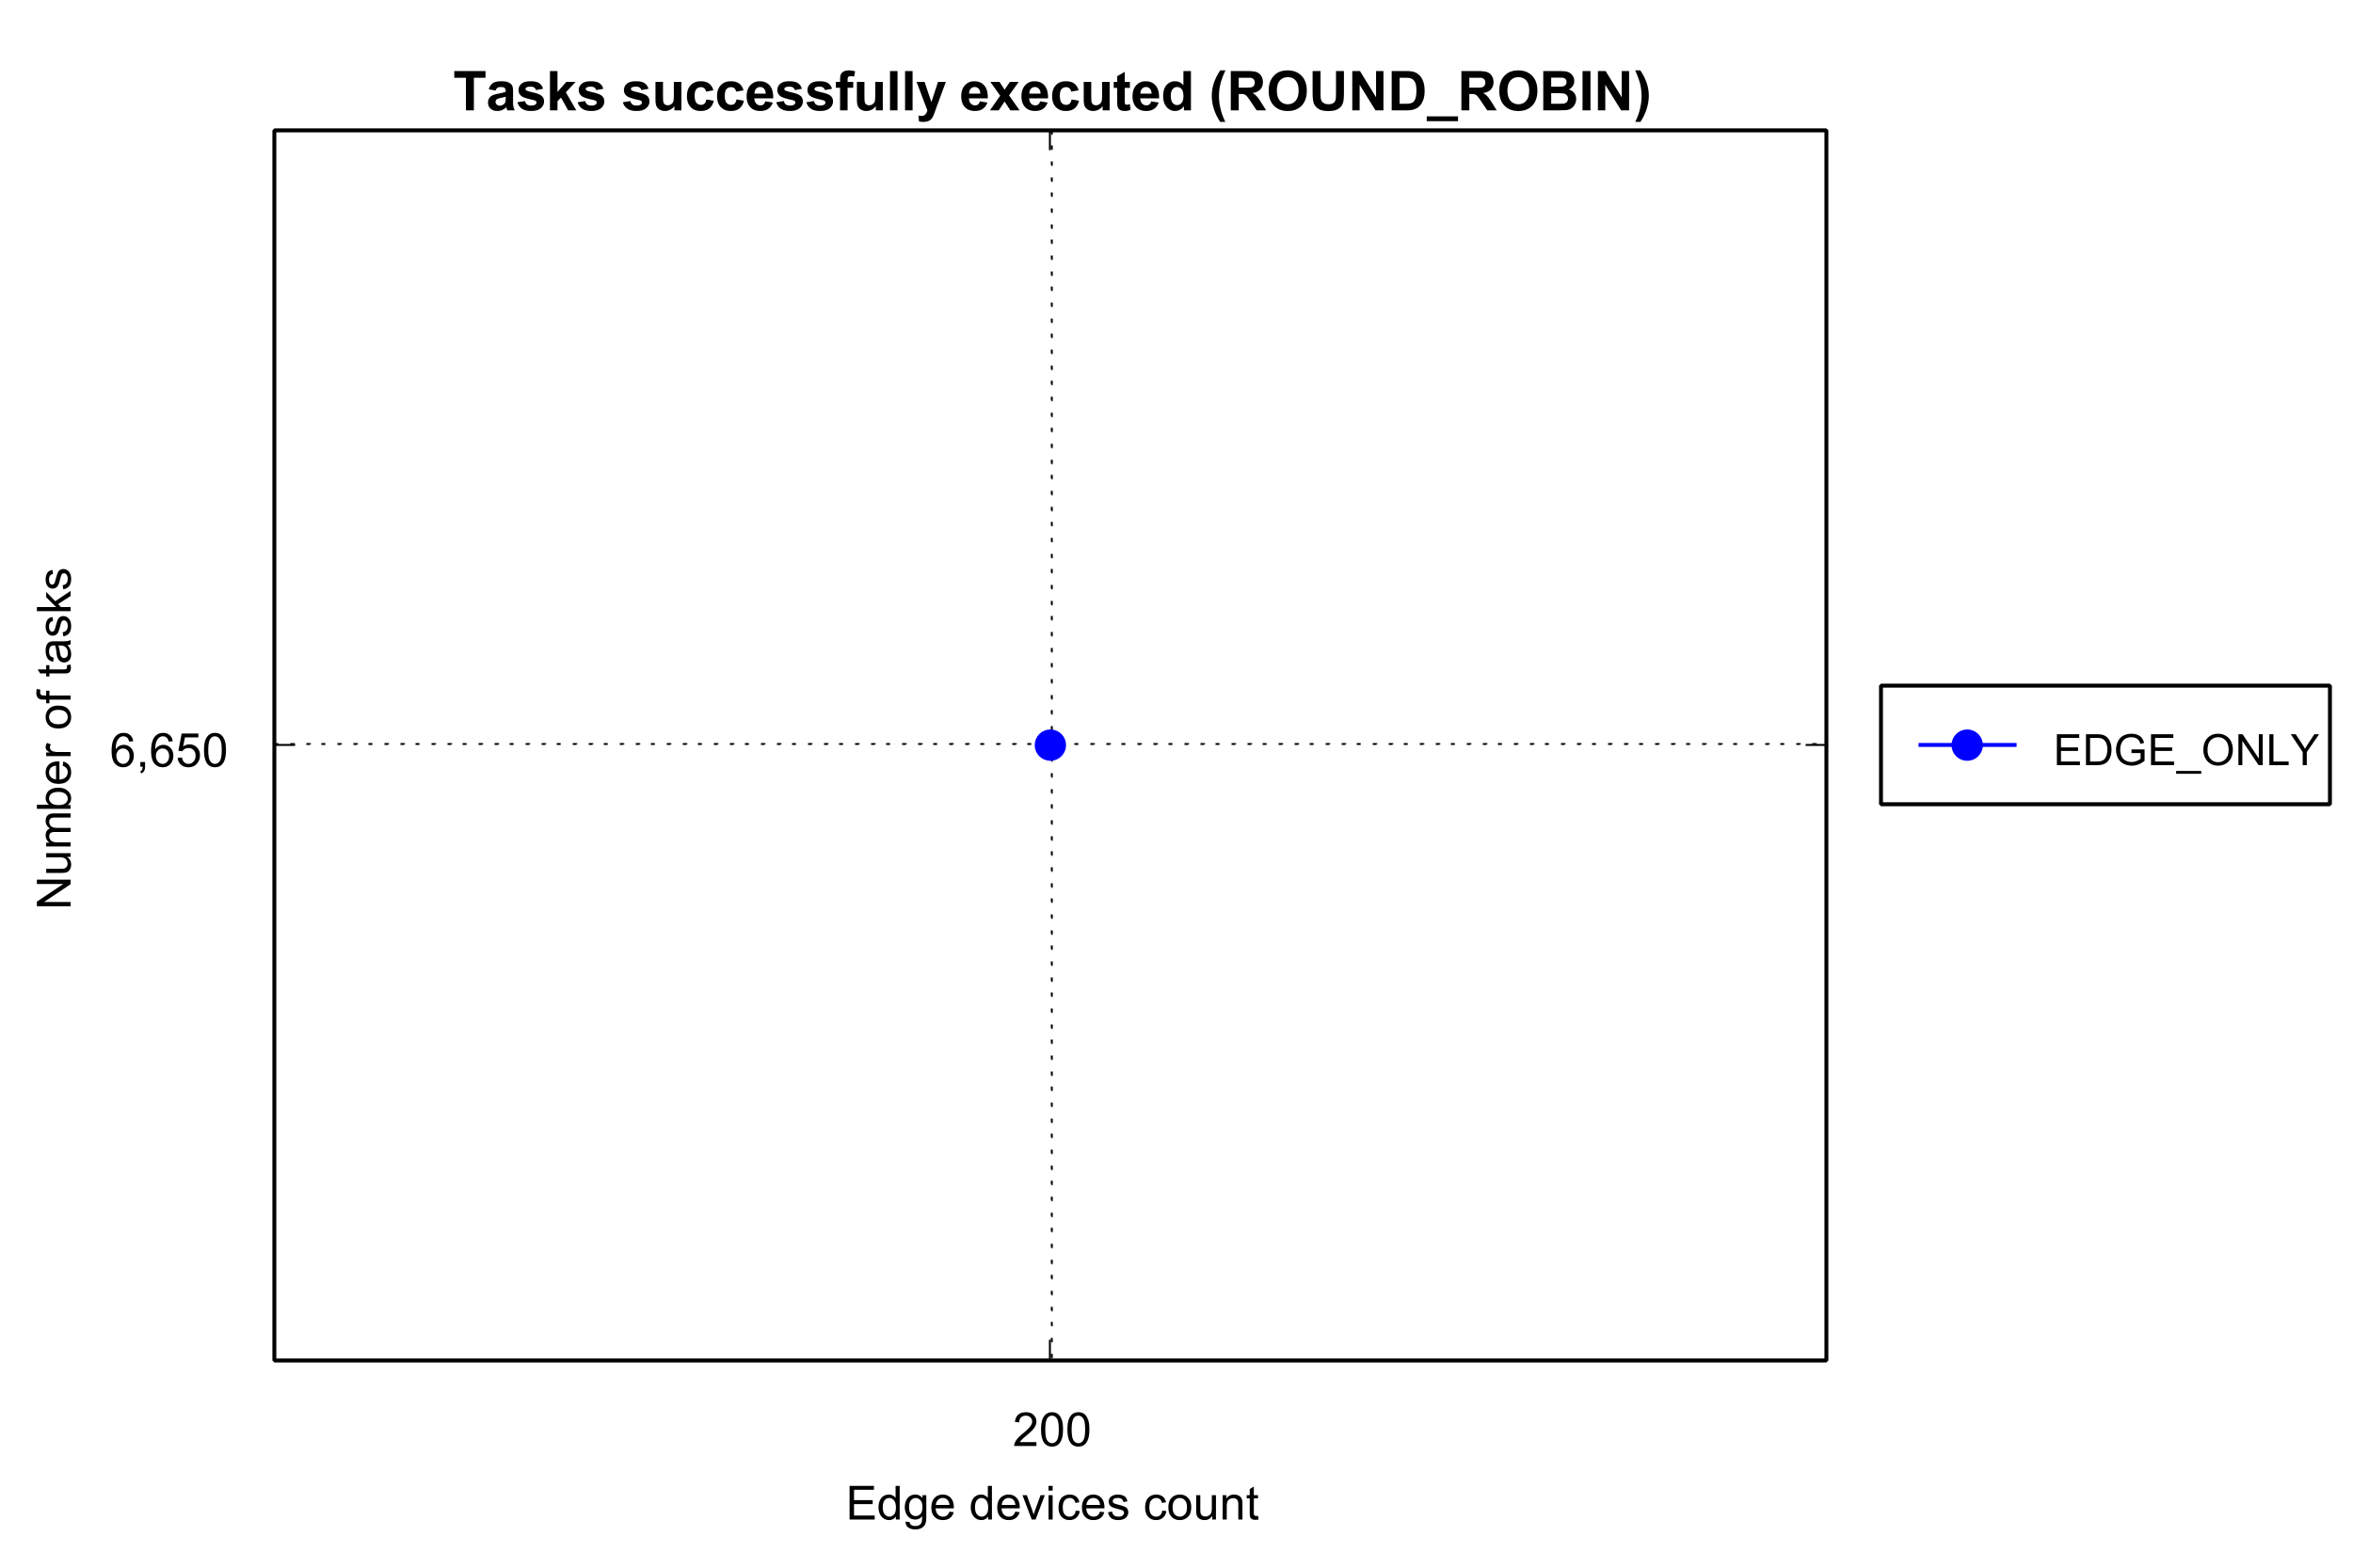 Tasks successfully executed (ROUND_ROBIN)
Number of tasks
6,650
EDGE_ONLY
200
Edge devices count